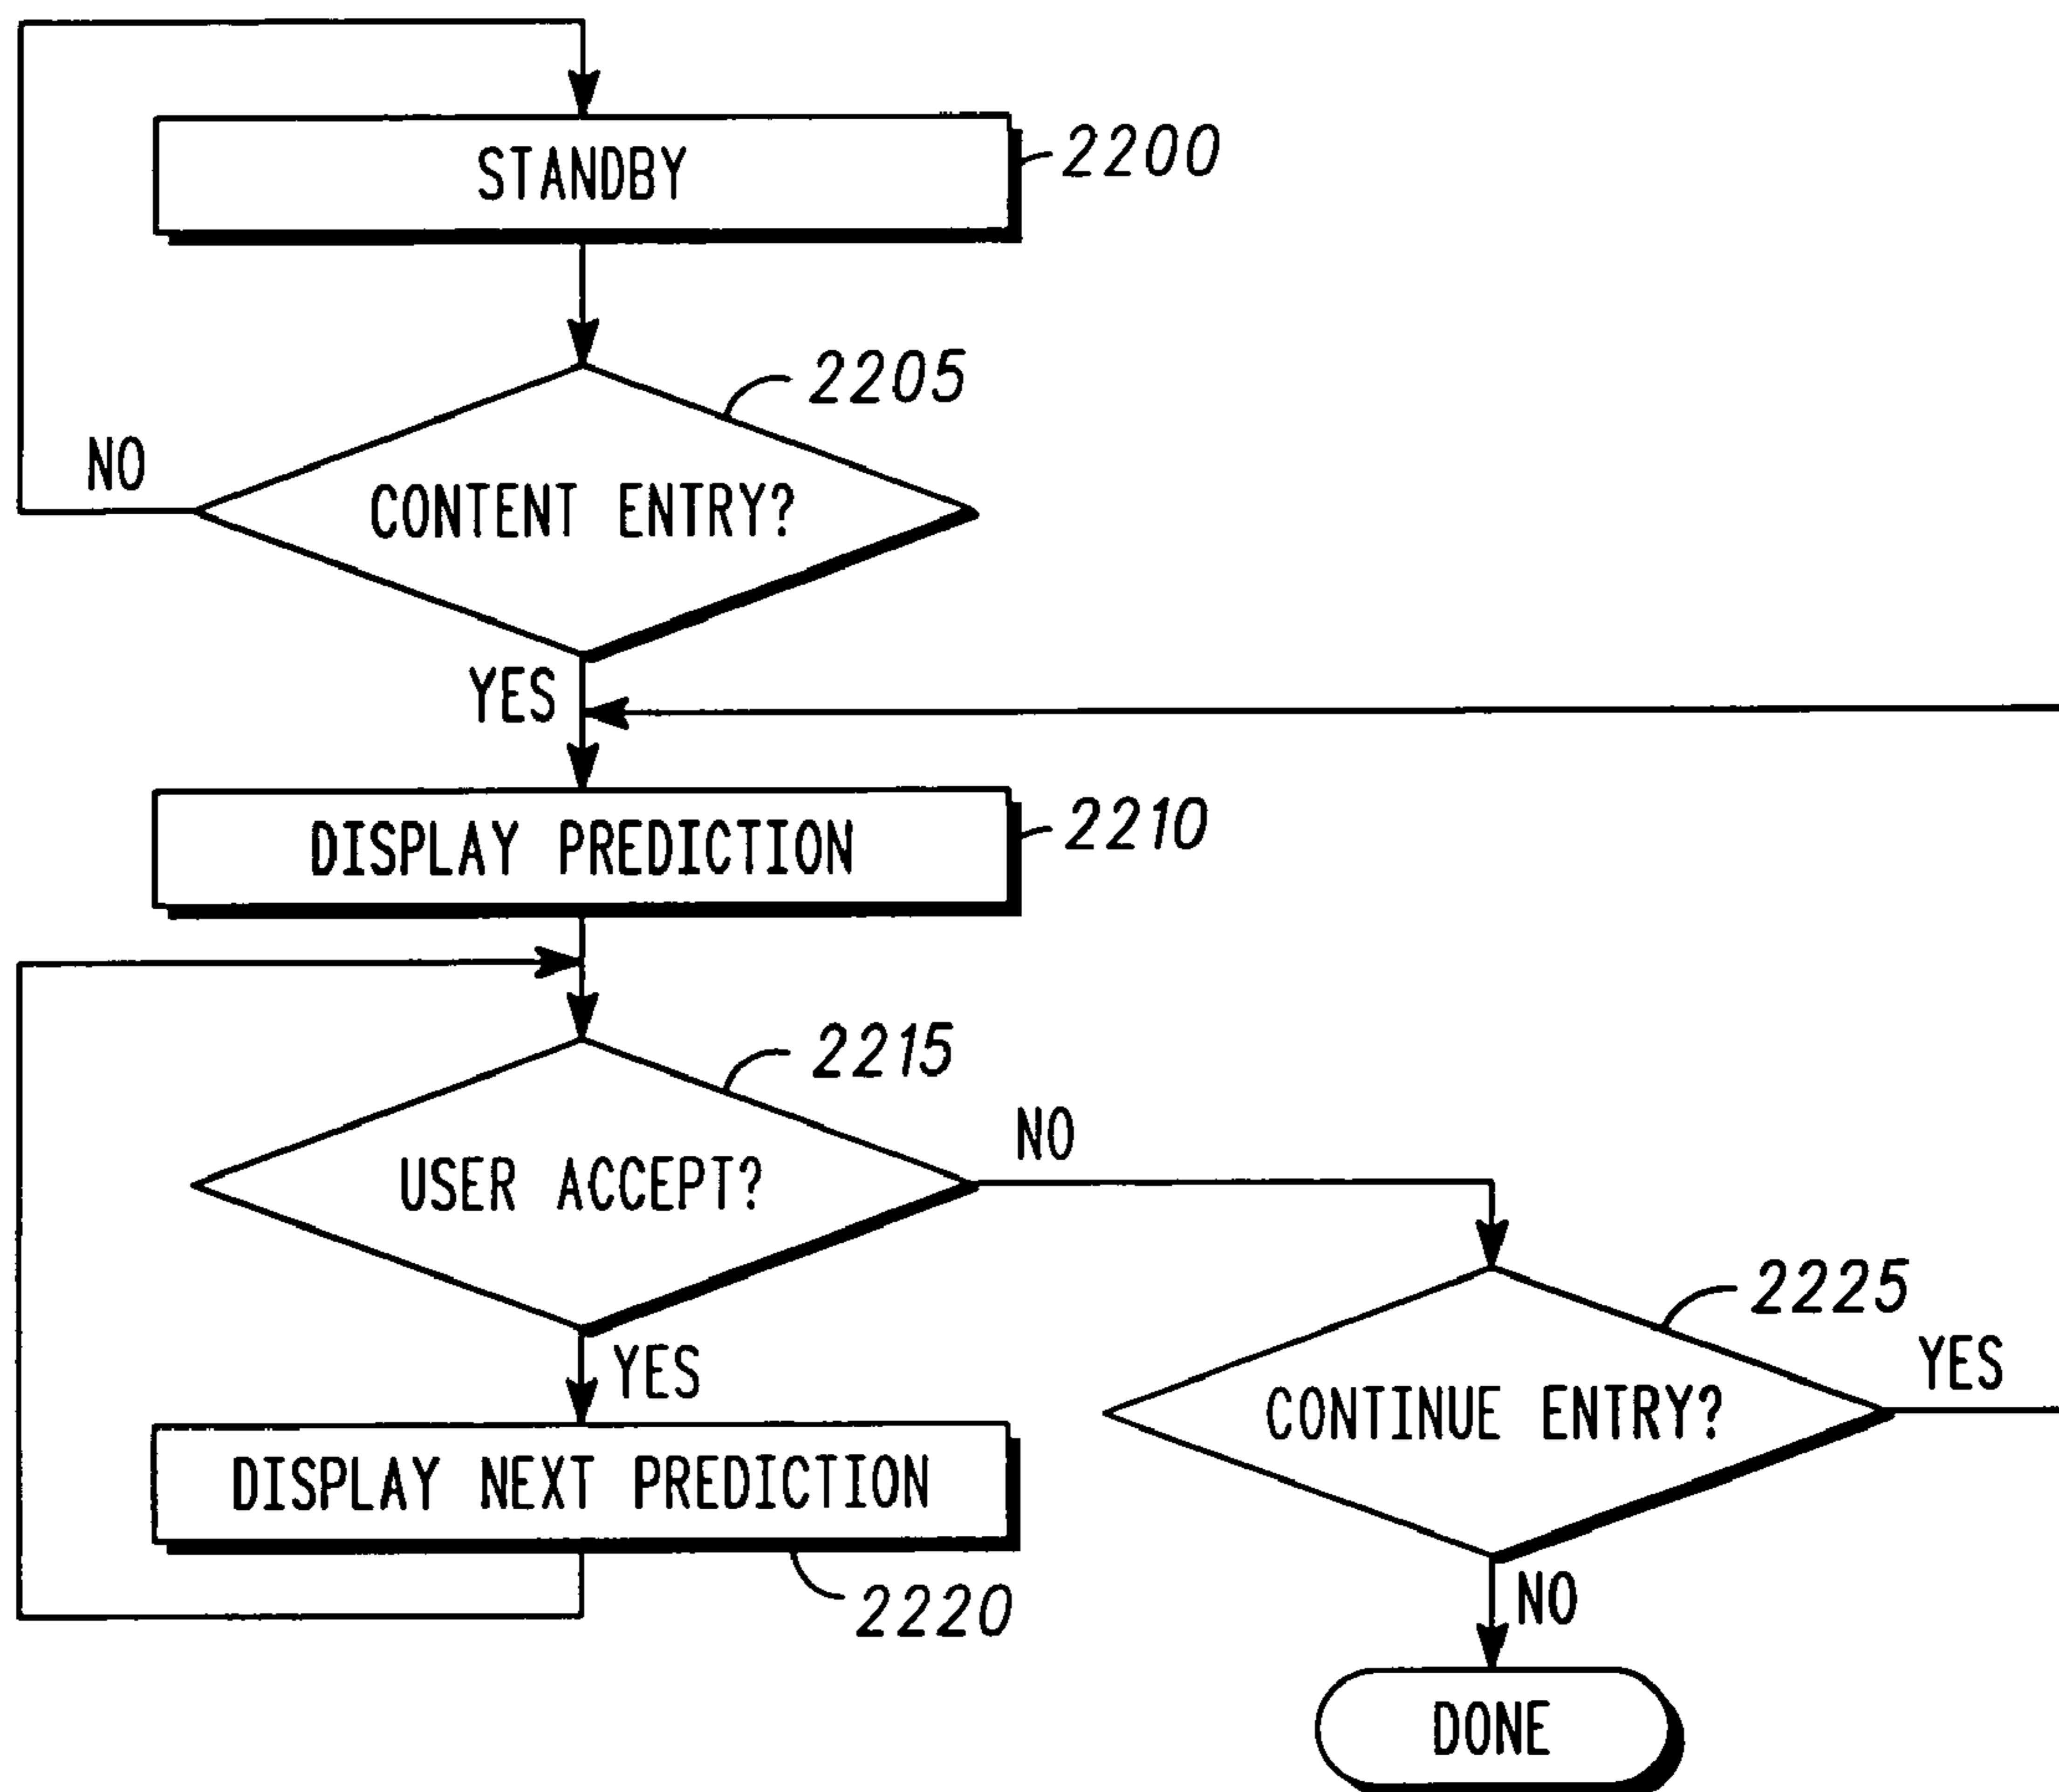 STANDBY
2200
2205
NO
CONTENT ENTRY?
YES
DISPLAY PREDICTION
2210
2215
NO
USER ACCEPT?
2225
YES
YES
CONTINUE ENTRY?
DISPLAY NEXT PREDICTION
2220
NO
DONE